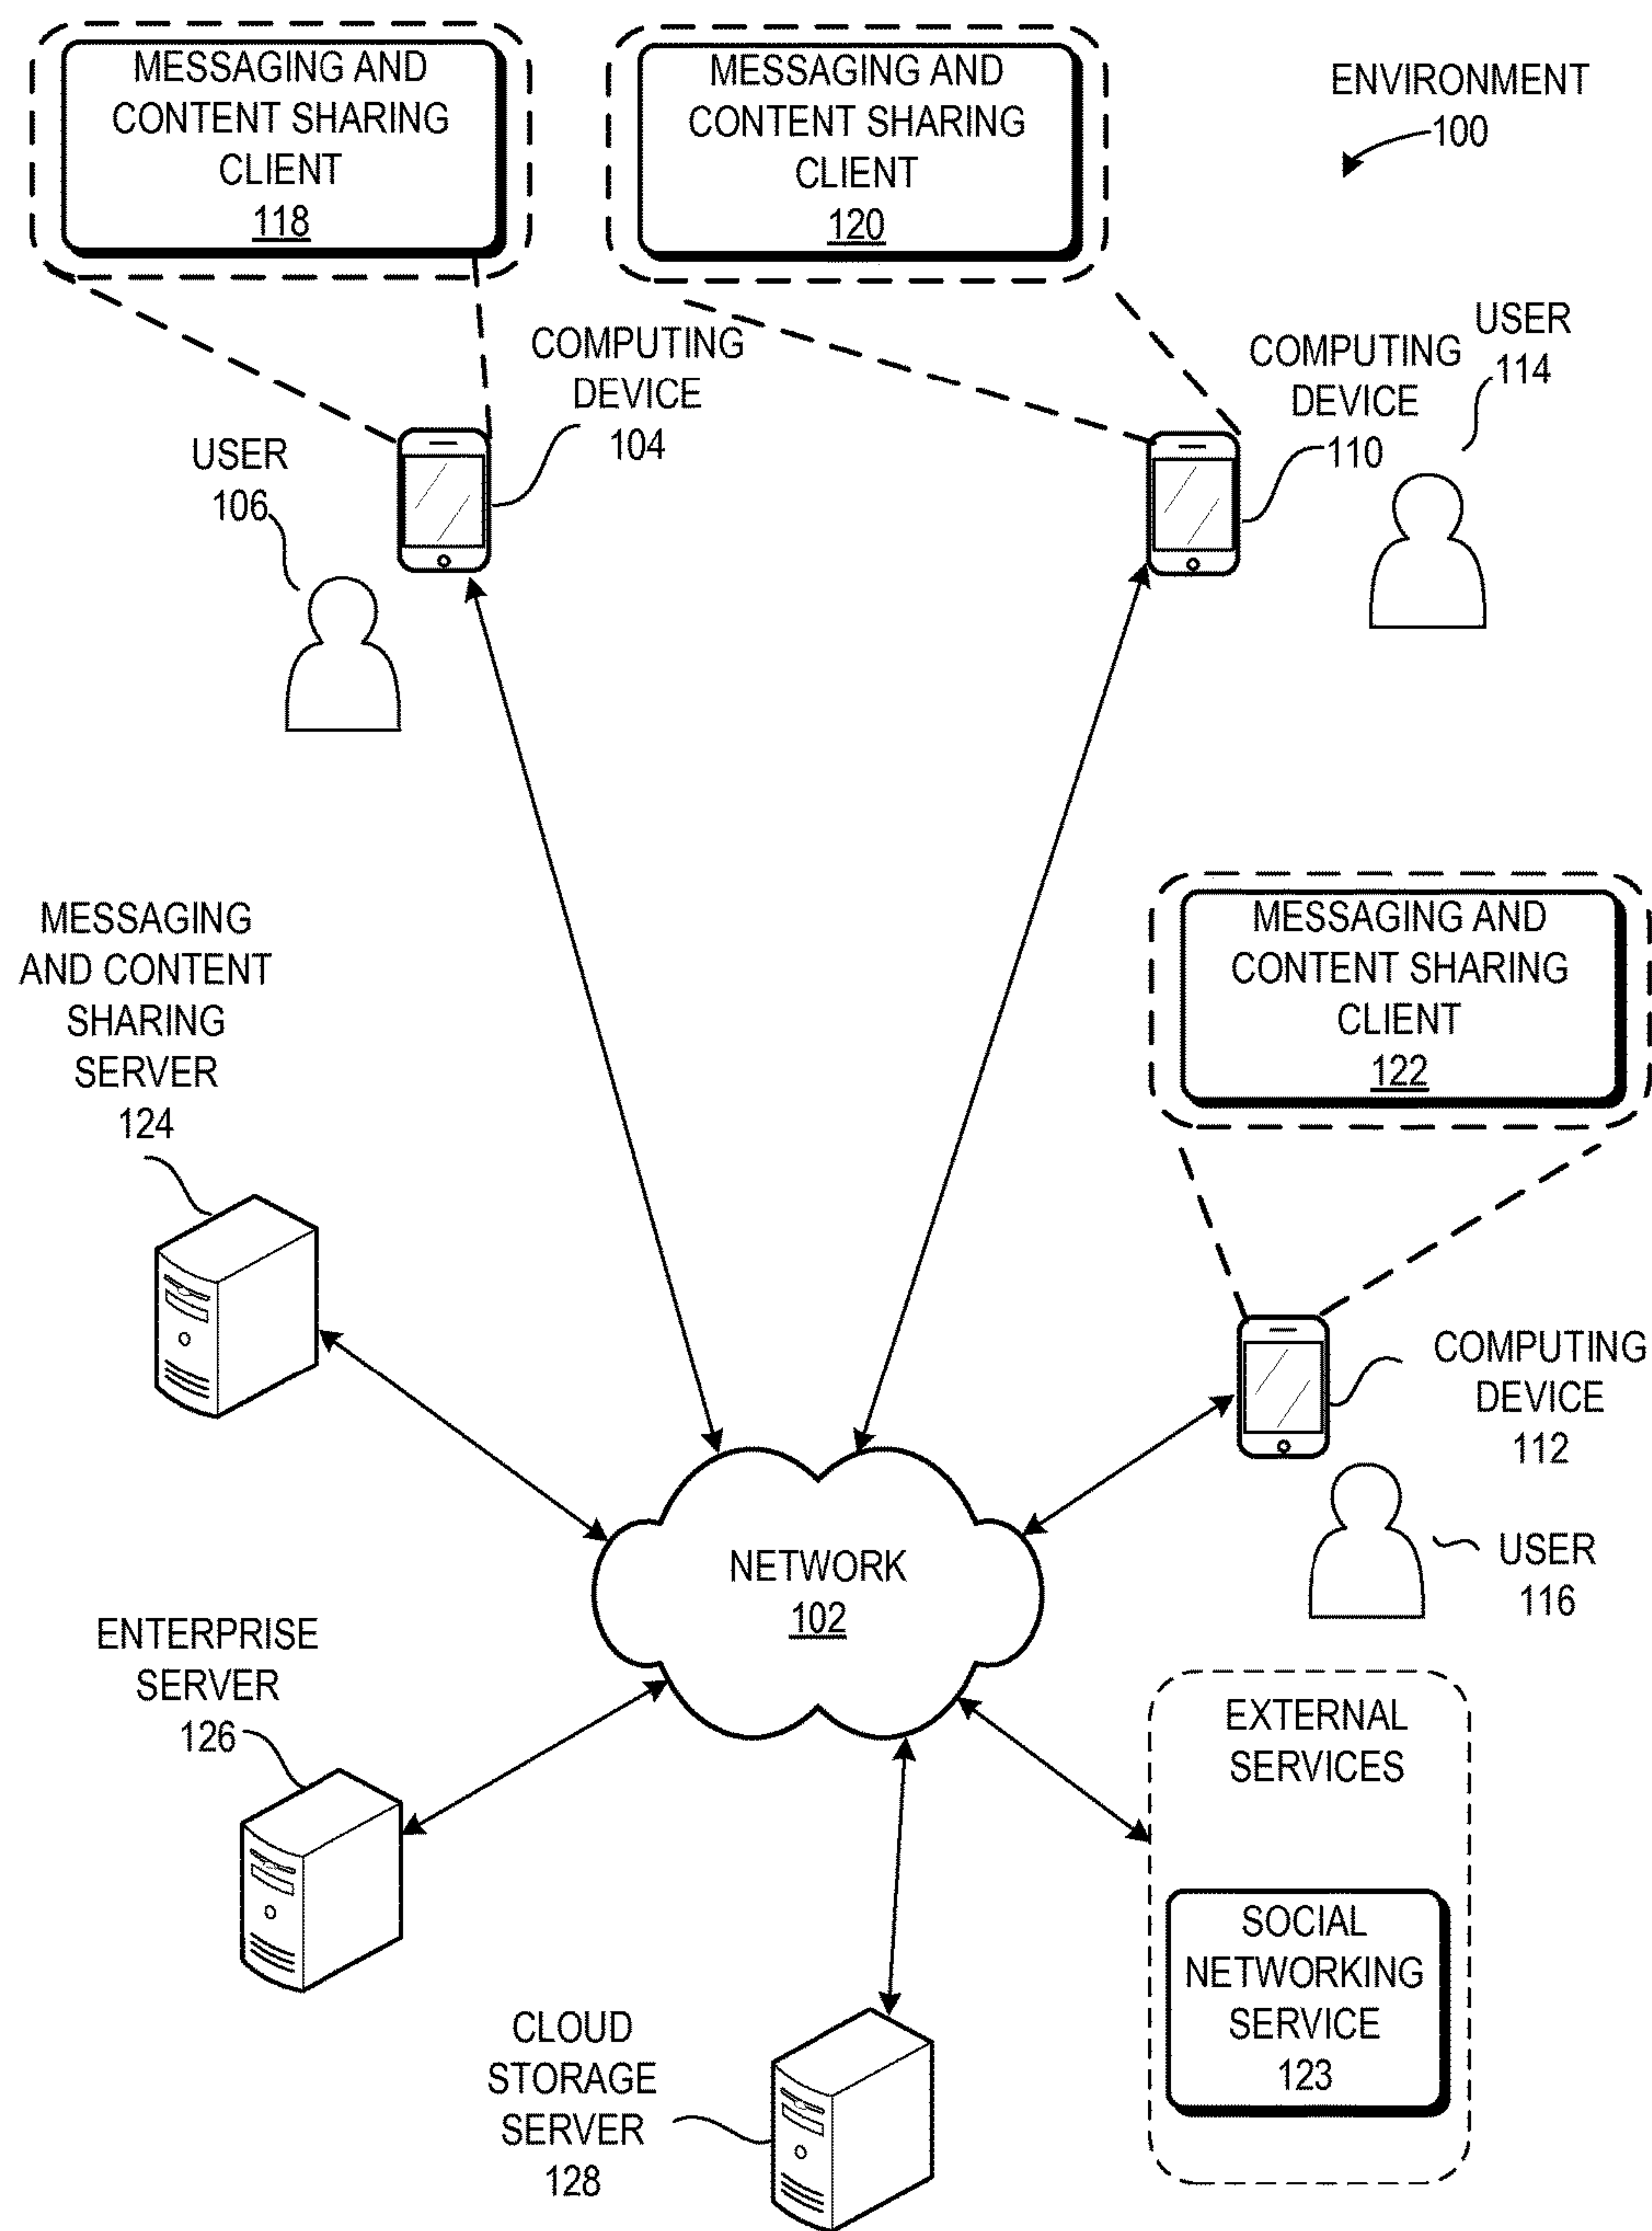 MESSAGING AND
CONTENT SHARING
CLIENT
118
MESSAGING AND
CONTENT SHARING
CLIENT
120
ENVIRONMENT
100
COMPUTING
DEVICE
104
USER
106
COMPUTING
DEVICE
110
USER
114
MESSAGING
AND CONTENT
SHARING
SERVER
124
MESSAGING AND
CONTENT SHARING
CLIENT
122
COMPUTING
DEVICE
112
USER
116
NETWORK
102
ENTERPRISE
SERVER
126
EXTERNAL
SERVICES
SOCIAL
NETWORKING
SERVICE
123
CLOUD
STORAGE
SERVER
128